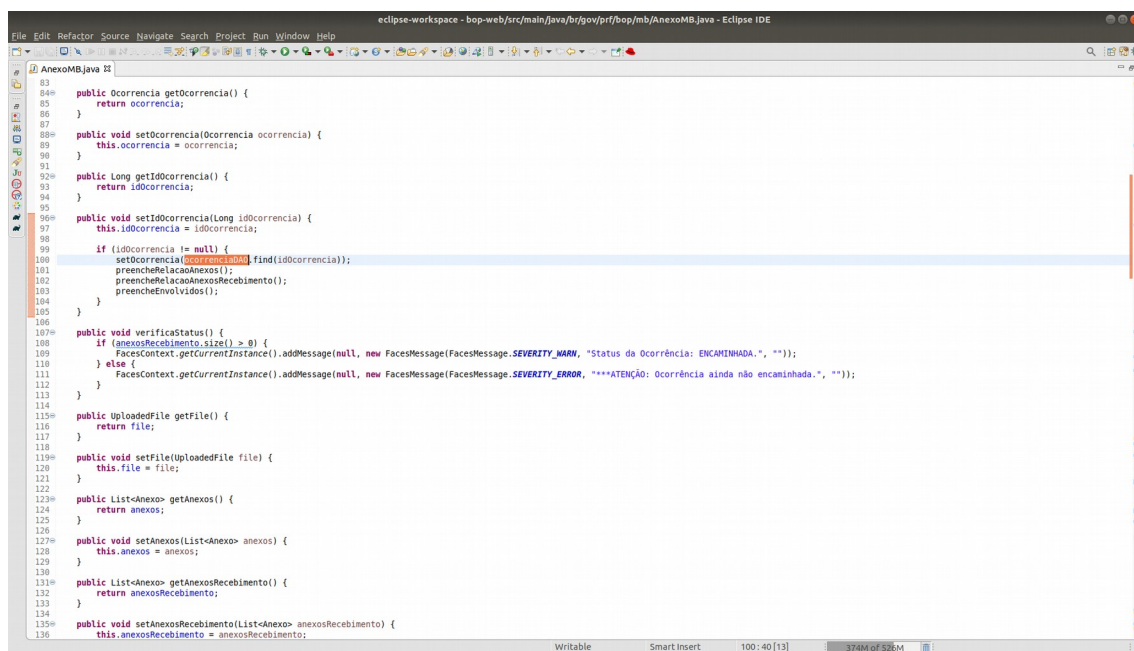 eclipse-workspace - bop-web/src/main/java/br/gov/prf/bop/mb/AnexoMB.java - Eclipse IDE
File Edit Refactor Source Navigate Search Project Run Window Help
AnexoMB.java
83
84 public Ocorrencia getOcorrencia() {
85 return ocorrencia;
86 }
87
88 public void setOcorrencia(Ocorrencia ocorrencia) {
89 this.ocorrencia = ocorrencia;
90 }
91
92 public Long getIdOcorrencia() {
93 return idOcorrencia;
94 }
95
96 public void setIdOcorrencia(Long idOcorrencia) {
97 this.idOcorrencia = idOcorrencia;
98
99 if (idOcorrencia != null) {
100 setOcorrencia(ocorrenciaDAO.find(idOcorrencia));
101 preencheRelacaoAnexos();
102 preencheRelacaoAnexosRecebimento();
103 preencheEnvolvidos();
104 }
105 }
106
107 public void verificaStatus() {
108 if (anexosRecebimento.size() > 0) {
109 FacesContext.getCurrentInstance().addMessage(null, new FacesMessage(FacesMessage.SEVERITY_WARN, "Status da Ocorrência: ENCAMINHADA.", ""));
110 } else {
111 FacesContext.getCurrentInstance().addMessage(null, new FacesMessage(FacesMessage.SEVERITY_ERROR, "***ATENÇÃO: Ocorrência ainda não encaminhada.", ""));
112 }
113 }
114
115 public UploadedFile getFile() {
116 return file;
117 }
118
119 public void setFile(UploadedFile file) {
120 this.file = file;
121 }
122
123 public List<Anexo> getAnexos() {
124 return anexos;
125 }
126
127 public void setAnexos(List<Anexo> anexos) {
128 this.anexos = anexos;
129 }
130
131 public List<Anexo> getAnexosRecebimento() {
132 return anexosRecebimento;
133 }
134
135 public void setAnexosRecebimento(List<Anexo> anexosRecebimento) {
136 this.anexosRecebimento = anexosRecebimento;
Writable Smart Insert 100 : 40 [13] 374M of 526M